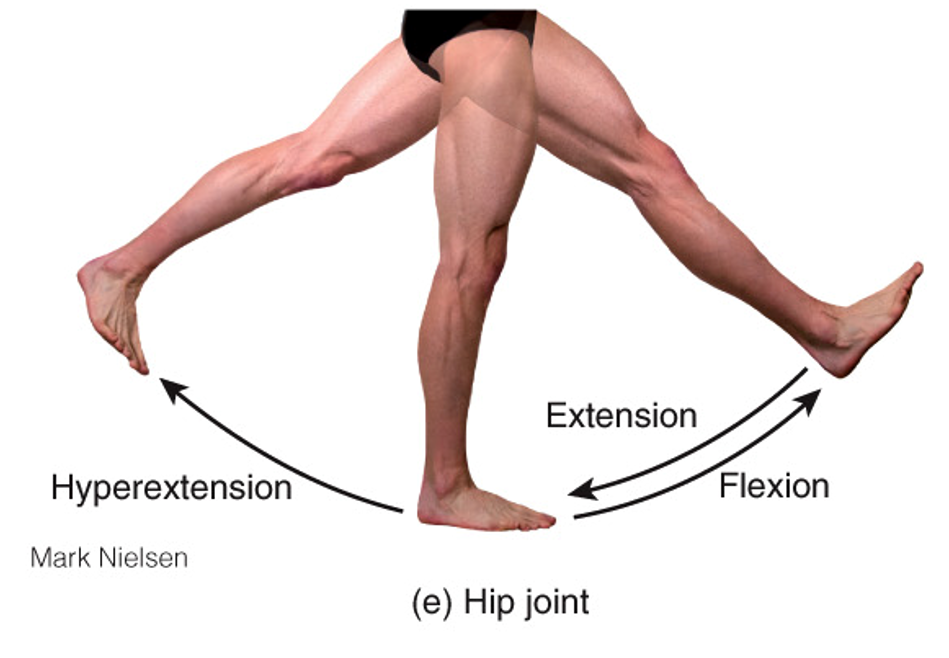 Extension
Flexion
Hyperextension
Mark Nielsen
(e) Hip joint